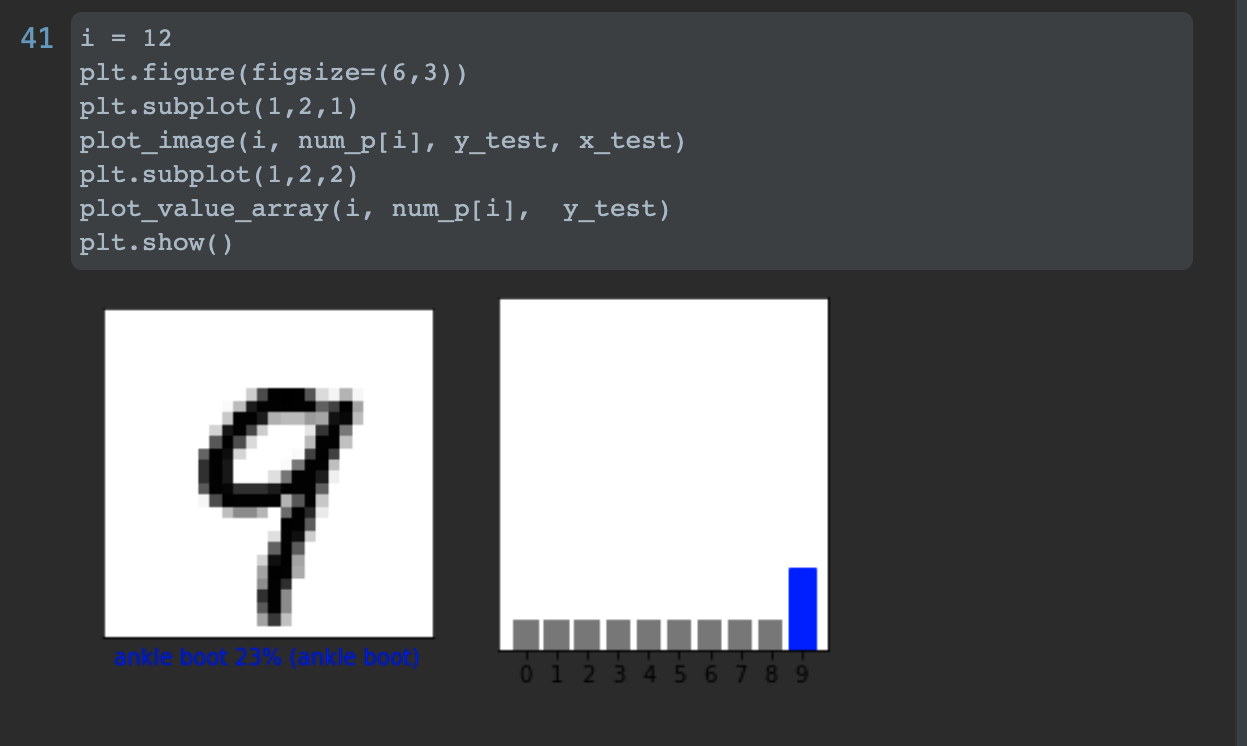 41
i = 12
plt.figure(figsize=(6,3))
plt.subplot(1,2,1)
plot_image(i, num_p[i], y_test, x_test)
plt.subplot(1,2,2)
plot_value_array(i, num_p[i],  y_test)
plt.show()
9
ankle boot 23% (ankle boot)
0 1 2 3 4 5 6 7 8 9